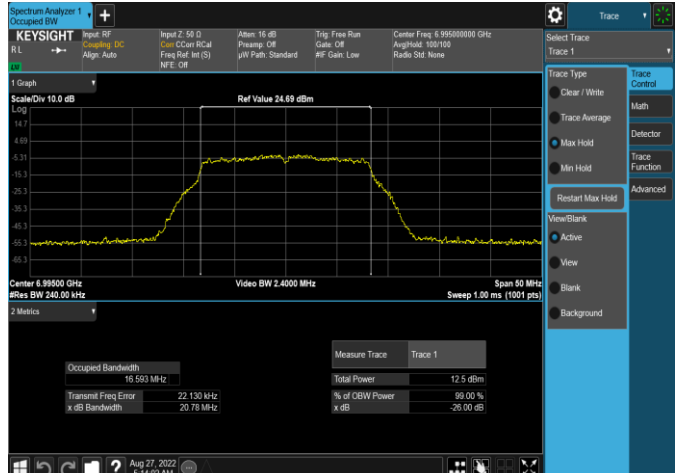 Spectrum Analyzer 1
Occupied BW
Trace
KEYSIGHT
Input: RF
Coupling: DC
Align: Auto
Input Z: 50 Ω
Corr CCorr RCal
Freq Ref: Int (S)
NFE: Off
Atten: 16 dB
Preamp: Off
µW Path: Standard
Trig: Free Run
Gate: Off
#IF Gain: Low
Center Freq: 6.995000000 GHz
Avg|Hold: 100/100
Radio Std: None
R L
Select Trace
Trace 1
1 Graph
Scale/Div 10.0 dB
Ref Value 24.69 dBm
Log
14.7
4.69
-5.31
-15.3
-25.3
-35.3
-45.3
-55.3
-65.3
Center 6.99500 GHz
#Res BW 240.00 kHz
Video BW 2.4000 MHz
Span 50 MHz
Sweep 1.00 ms (1001 pts)
2 Metrics
Occupied Bandwidth
16.593 MHz
Transmit Freq Error 22.130 kHz
x dB Bandwidth 20.78 MHz
Measure Trace Trace 1
Total Power 12.5 dBm
% of OBW Power 99.00 %
x dB -26.00 dB
Trace Type
Clear / Write
Trace Average
Max Hold
Min Hold
Restart Max Hold
View/Blank
Active
View
Blank
Background
Trace Control
Math
Detector
Trace Function
Advanced
Aug 27, 2022